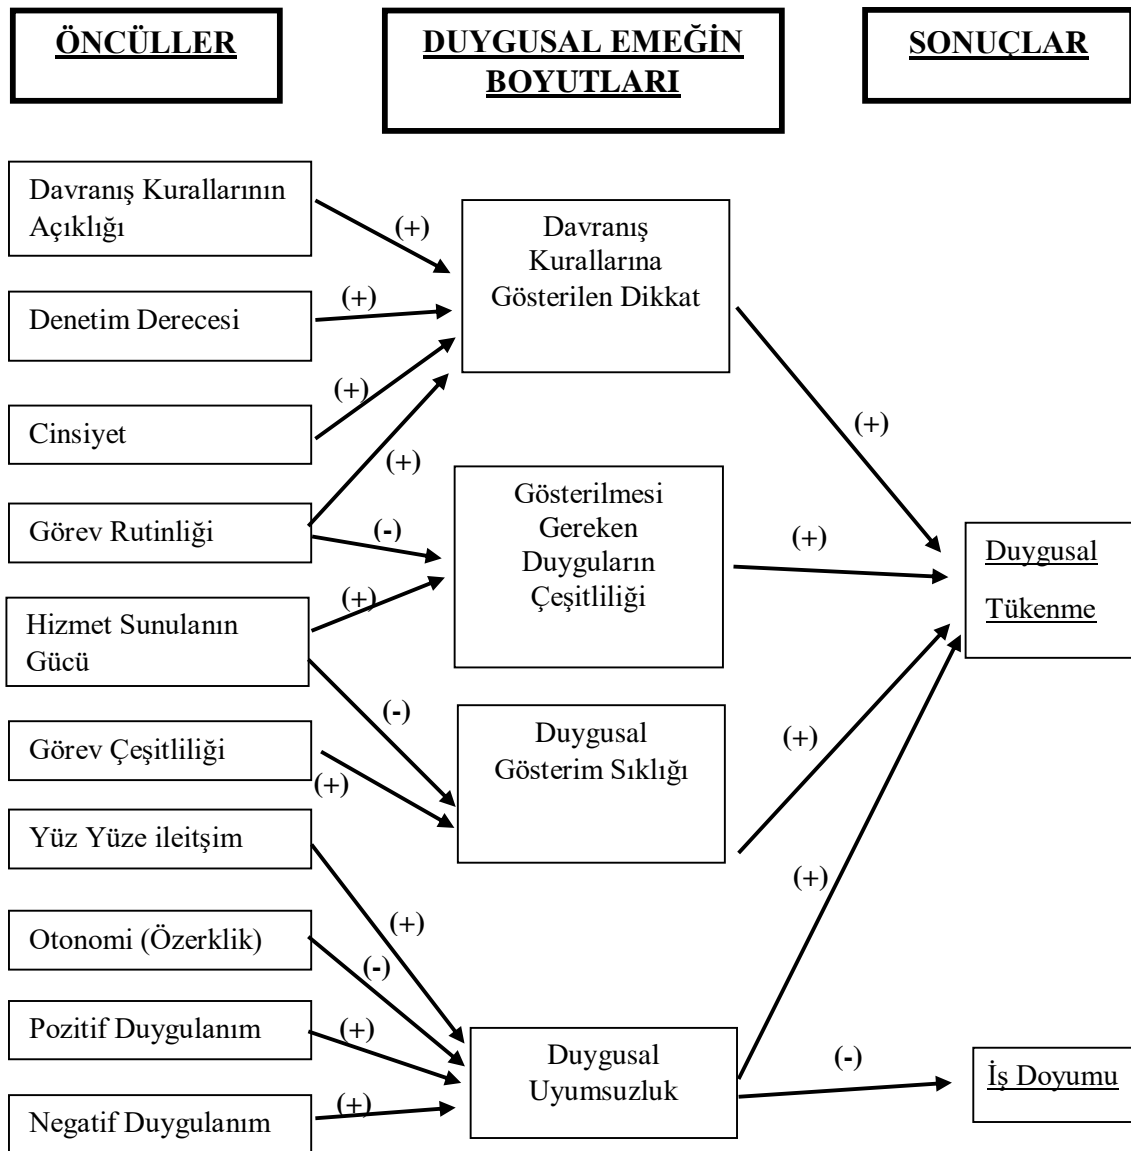 ÖNCÜLLER
DUYGUSAL EMEĞİN
BOYUTLARI
SONUÇLAR
Davranış Kurallarının
Açıklığı
(+)
Davranış
Kurallarına
Gösterilen Dikkat
Denetim Derecesi
(+)
Cinsiyet
(+)
(+)
(+)
Görev Rutinliği
(-)
Gösterilmesi
Gereken
Duyguların
Çeşitliliği
(+)
Duygusal
Tükenme
Hizmet Sunulanın
Gücü
(+)
(-)
Görev Çeşitliliği
(+)
Duygusal
Gösterim Sıklığı
(+)
Yüz Yüze ileitşim
(+)
(+)
Otonomi (Özerklik)
(-)
Pozitif Duygulanım
(+)
Duygusal
Uyumsuzluk
(-)
İş Doyumu
Negatif Duygulanım
(+)